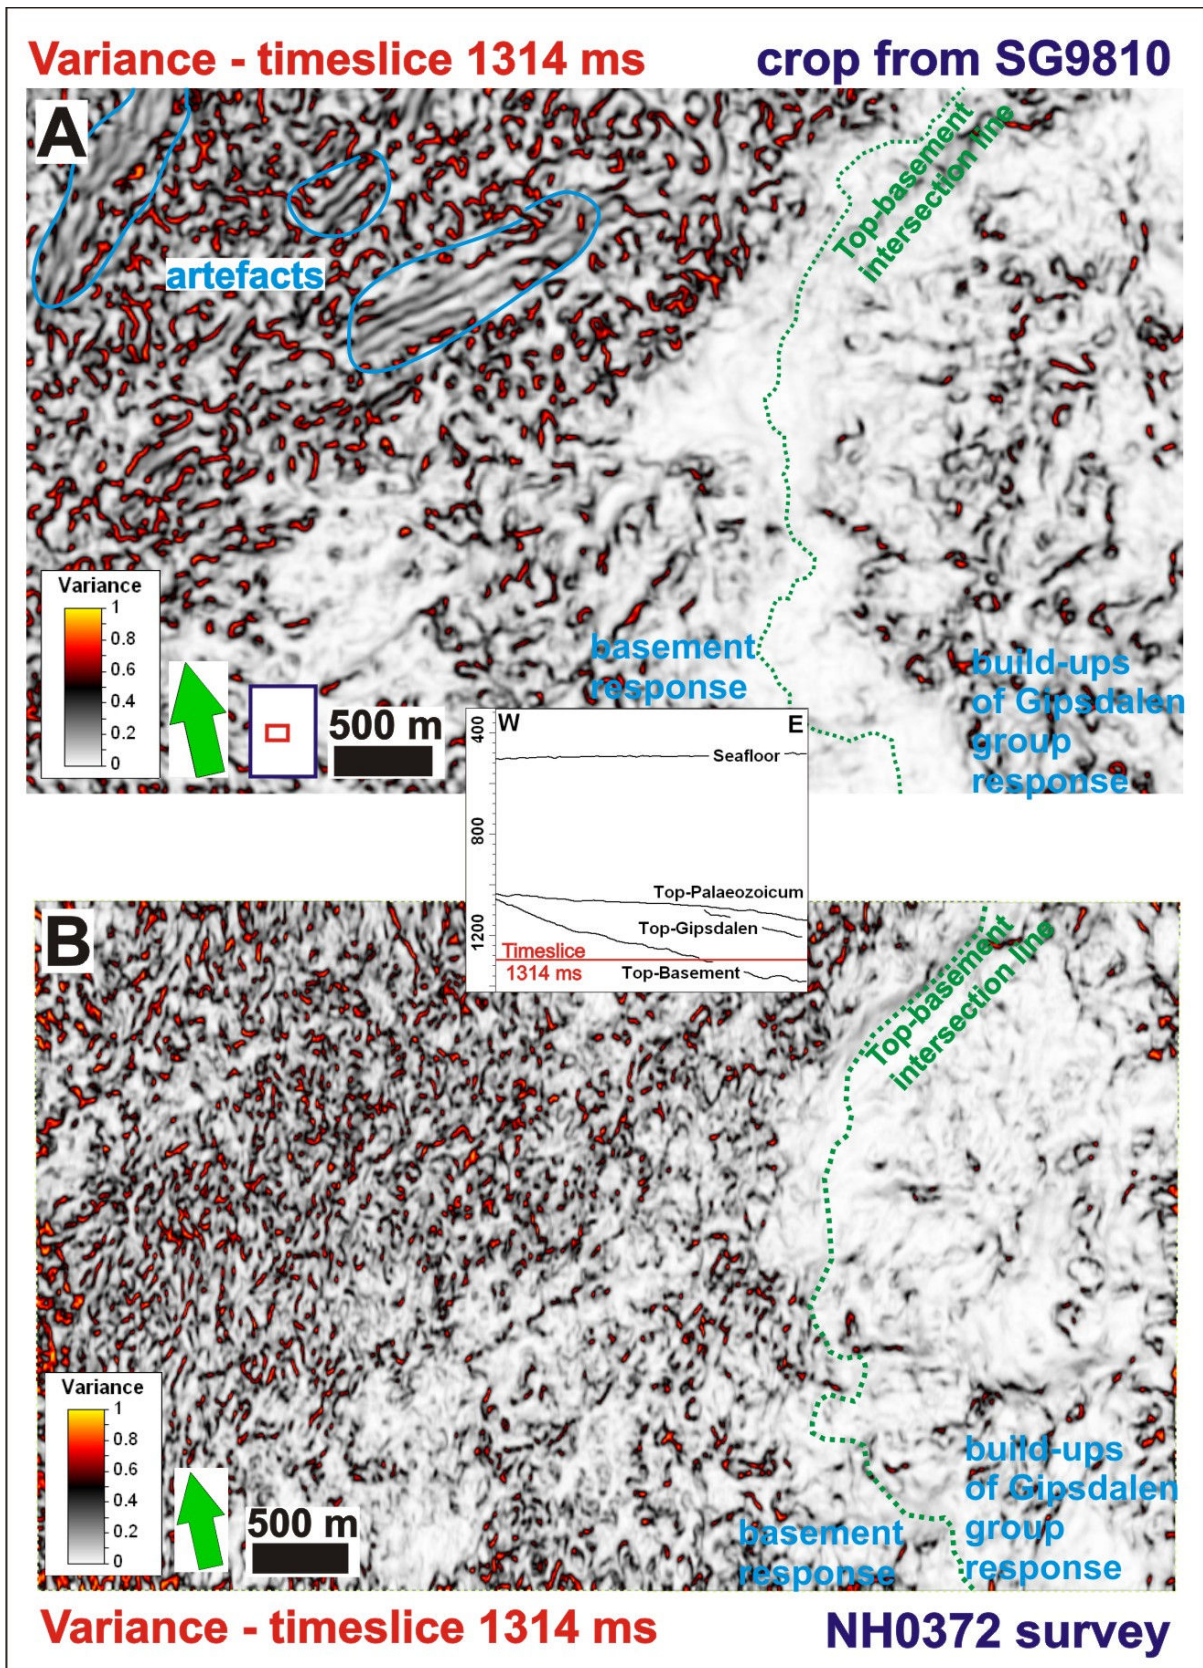 Variance - timeslice 1314 ms
crop from SG9810
A
artefacts
Top-basement
intersection line
Variance
1
0.8
0.6
0.4
0.2
0
500 m
basement
response
build-ups
of Gipsdalen
group
response
W
E
400
800
1200
Seafloor
Top-Palaeozoicum
Top-Gipsdalen
Timeslice
1314 ms
Top-Basement
B
Top-basement
intersection line
Variance
1
0.8
0.6
0.4
0.2
0
500 m
basement
response
build-ups
of Gipsdalen
group
response
Variance - timeslice 1314 ms
NH0372 survey